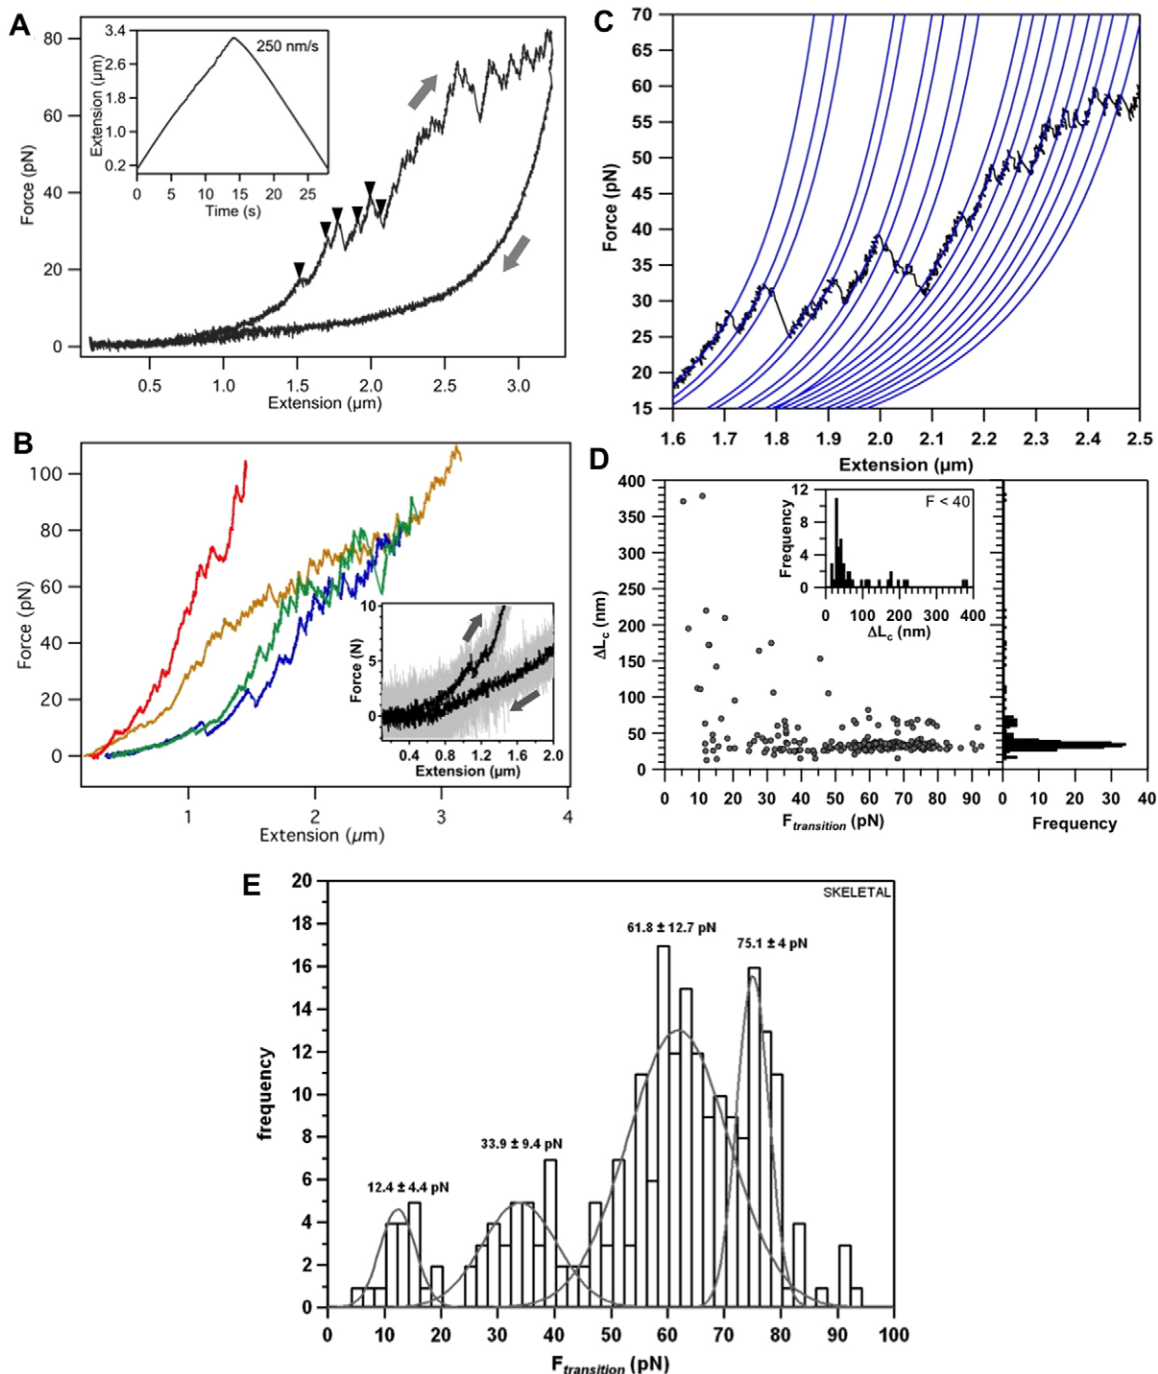 A
80
60
40
20
0
Force (pN)
0.5 1.0 1.5 2.0 2.5 3.0
Extension (μm)
3.4
2.6
1.8
1.0
0.2
Extension (μm)
250 nm/s
0 5 10 15 20 25
Time (s)
B
100
80
60
40
20
0
Force (pN)
1 2 3 4
Extension (μm)
10
5
0
Force (N)
0.4 0.8 1.2 1.6 2.0
Extension (μm)
C
70
65
60
55
50
45
40
35
30
25
20
15
Force (pN)
1.6 1.7 1.8 1.9 2.0 2.1 2.2 2.3 2.4 2.5
Extension (μm)
D
400
350
300
250
200
150
100
50
0
ΔLc (nm)
0 10 20 30 40 50 60 70 80 90
Ftransition (pN)
12
8
4
0
Frequency
F < 40
0 100 200 300 400
ΔLc (nm)
0 10 20 30 40
Frequency
E
20
18
16
14
12
10
8
6
4
2
0
frequency
SKELETAL
61.8 ± 12.7 pN
75.1 ± 4 pN
33.9 ± 9.4 pN
12.4 ± 4.4 pN
0 10 20 30 40 50 60 70 80 90 100
Ftransition (pN)